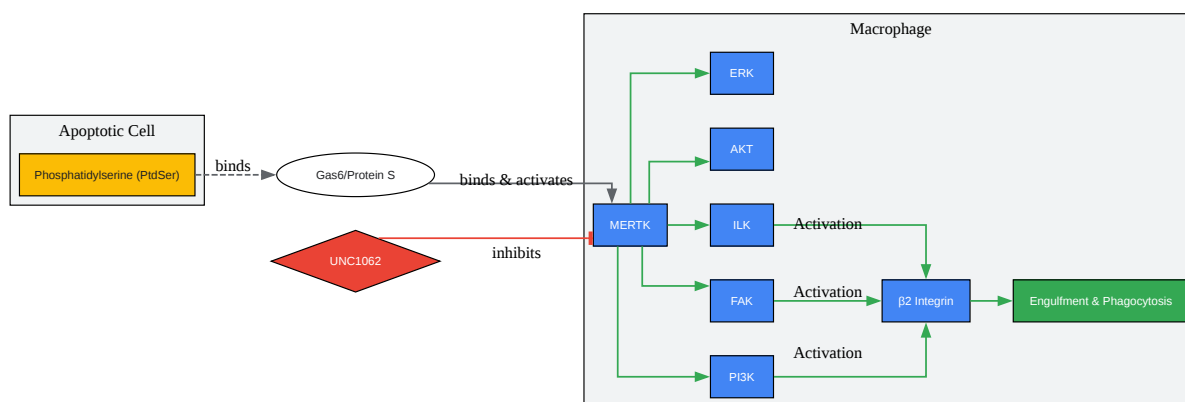 Macrophage
ERK
Apoptotic Cell
AKT
Phosphatidylserine (PtdSer)
binds
Gas6/Protein S
binds & activates
MERTK
ILK
Activation
UNC1062
inhibits
FAK
Activation
β2 Integrin
Engulfment & Phagocytosis
PI3K
Activation